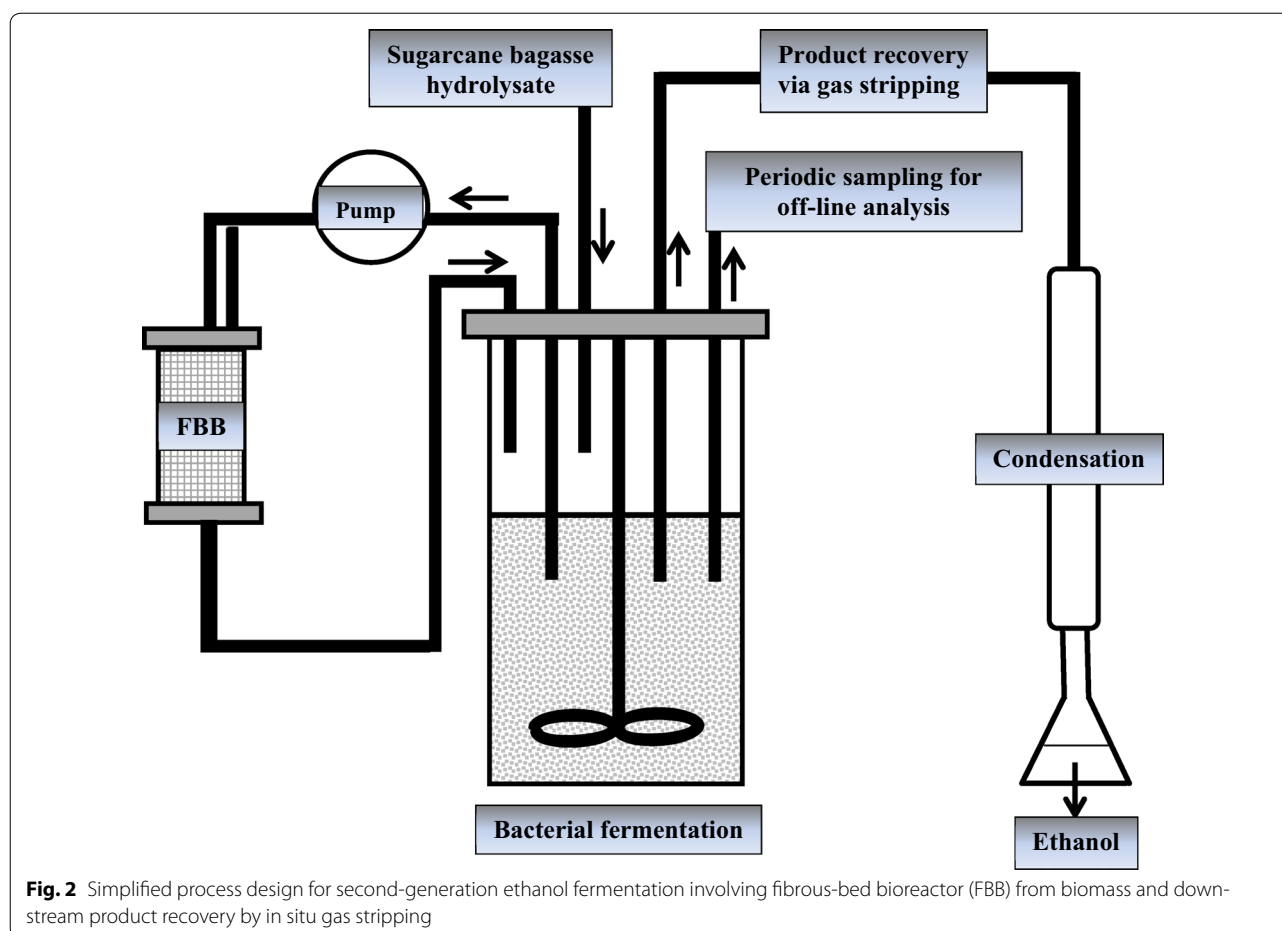 Sugarcane bagasse
hydrolysate
Product recovery
via gas stripping
Periodic sampling for
off-line analysis
Pump
FBB
Condensation
Bacterial fermentation
Ethanol
Fig. 2 Simplified process design for second-generation ethanol fermentation involving fibrous-bed bioreactor (FBB) from biomass and down-
stream product recovery by in situ gas stripping